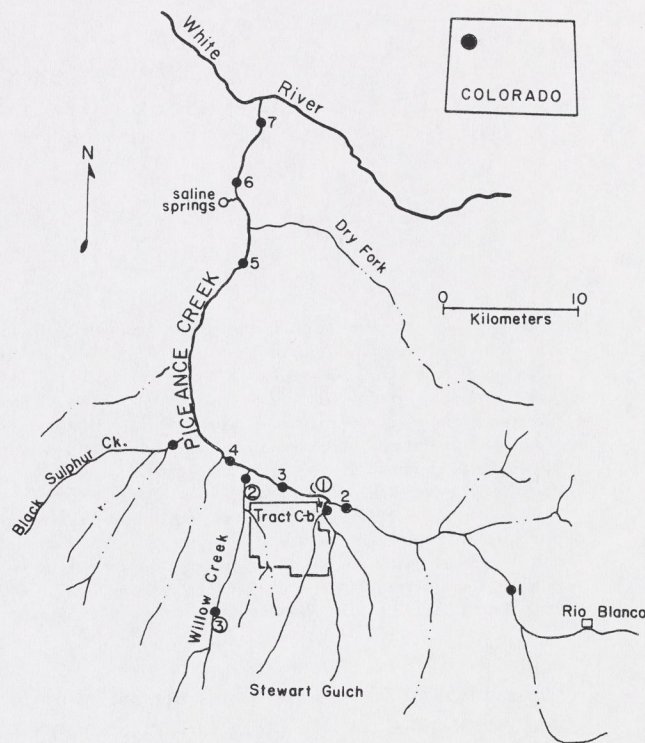 White
River
COLORADO
7
N
6
saline
springs
Dry Fork
5
0 10
Kilometers
PICEANCE CREEK
4
Black Sulphur Ck.
3
①
②
2
Tract C-b
1
Willow Creek
③
Rio Blanco
Stewart Gulch